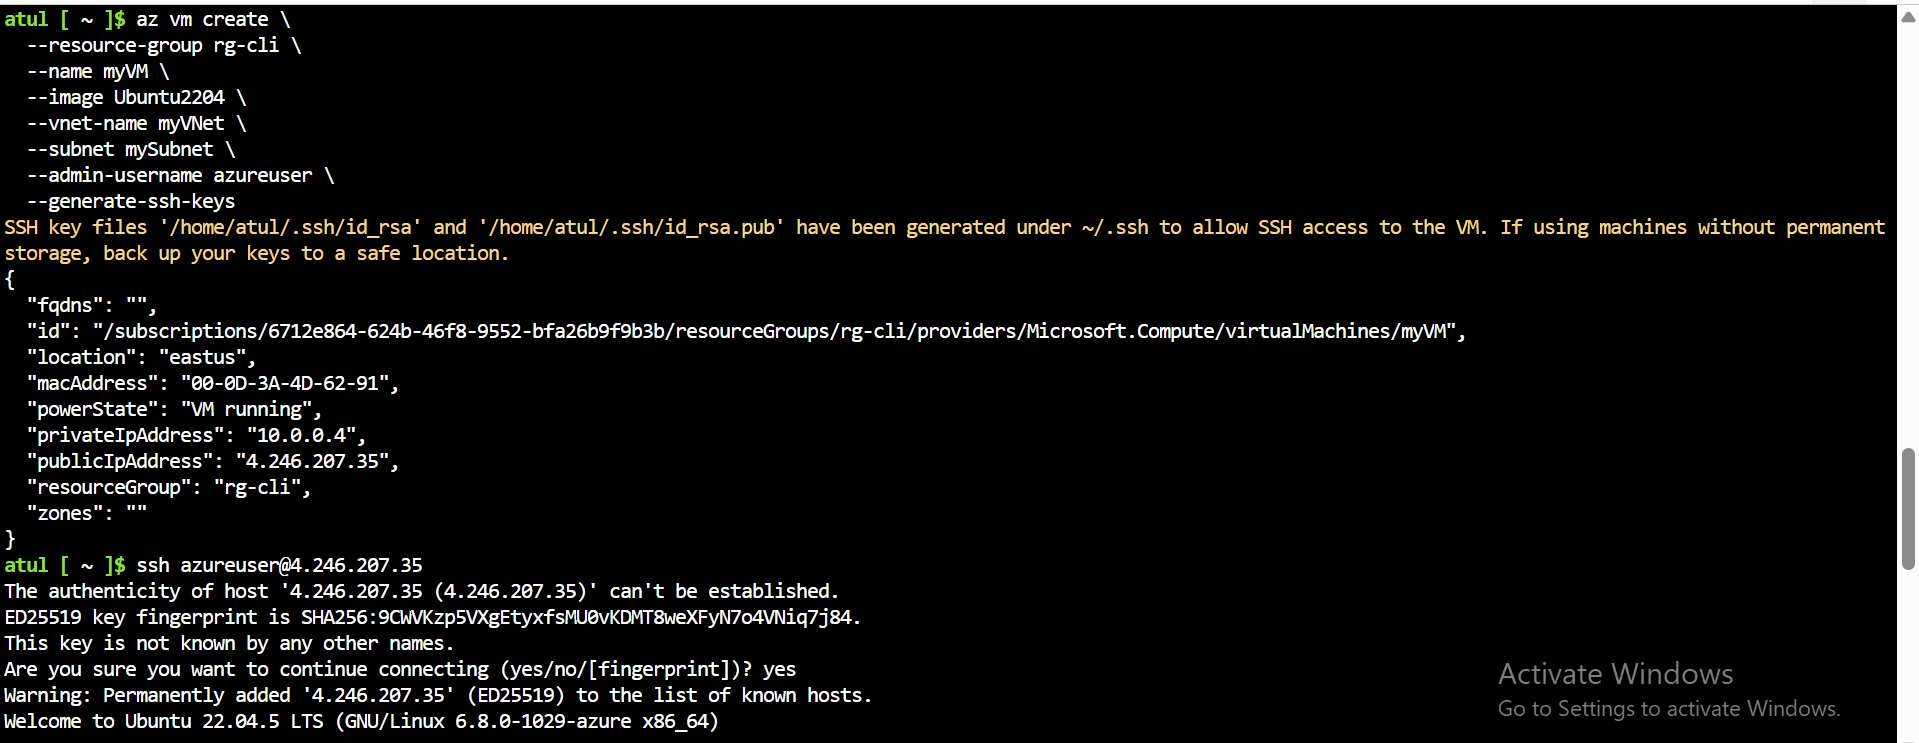 atul [ ~ ]$ az vm create \
  --resource-group rg-cli \
  --name myVM \
  --image Ubuntu2204 \
  --vnet-name myVNet \
  --subnet mySubnet \
  --admin-username azureuser \
  --generate-ssh-keys
SSH key files '/home/atul/.ssh/id_rsa' and '/home/atul/.ssh/id_rsa.pub' have been generated under ~/.ssh to allow SSH access to the VM. If using machines without permanent
storage, back up your keys to a safe location.
{
  "fqdns": "",
  "id": "/subscriptions/6712e864-624b-46f8-9552-bfa26b9f9b3b/resourceGroups/rg-cli/providers/Microsoft.Compute/virtualMachines/myVM",
  "location": "eastus",
  "macAddress": "00-0D-3A-4D-62-91",
  "powerState": "VM running",
  "privateIpAddress": "10.0.0.4",
  "publicIpAddress": "4.246.207.35",
  "resourceGroup": "rg-cli",
  "zones": ""
}
atul [ ~ ]$ ssh azureuser@4.246.207.35
The authenticity of host '4.246.207.35 (4.246.207.35)' can't be established.
ED25519 key fingerprint is SHA256:9CWVKzp5VXgEtyxfsMU0vKDMT8weXFyN7o4VNiq7j84.
This key is not known by any other names.
Are you sure you want to continue connecting (yes/no/[fingerprint])? yes
Warning: Permanently added '4.246.207.35' (ED25519) to the list of known hosts.
Welcome to Ubuntu 22.04.5 LTS (GNU/Linux 6.8.0-1029-azure x86_64)
Activate Windows
Go to Settings to activate Windows.